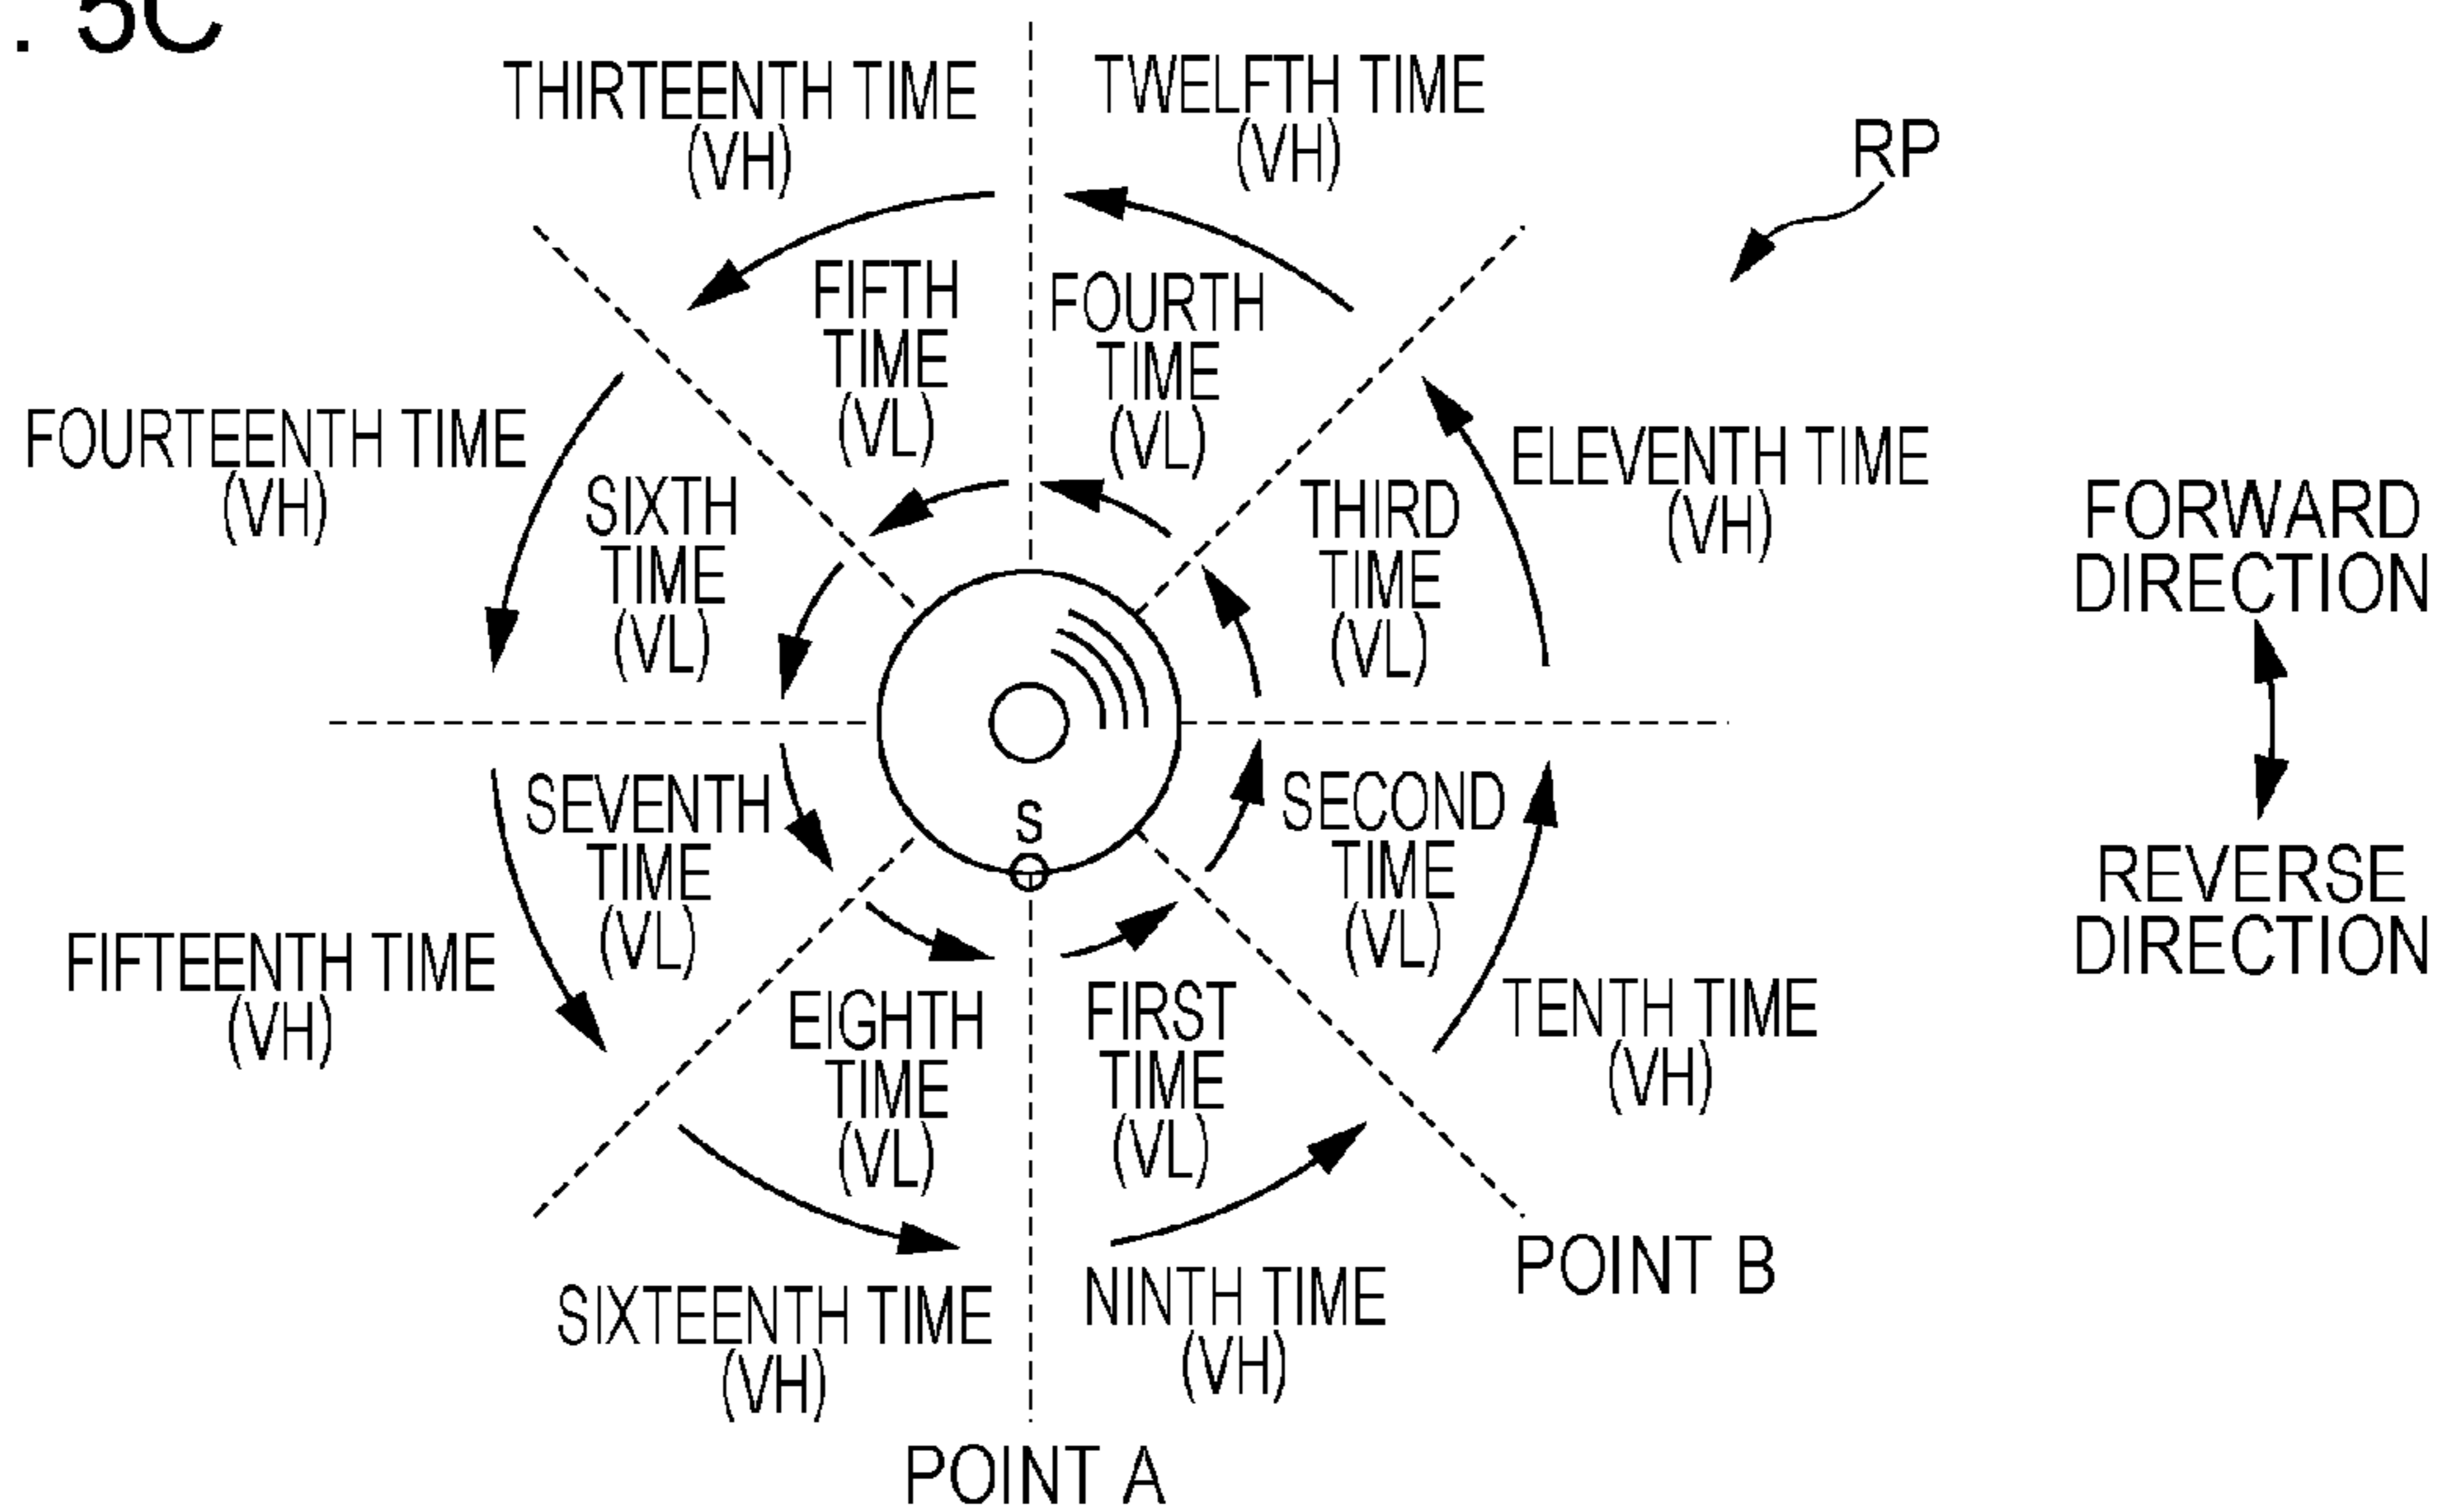 . 5C
THIRTEENTH TIME
(VH)
TWELFTH TIME
(VH)
RP
FIFTH
TIME
(VL)
FOURTH
TIME
(VL)
FOURTEENTH TIME
(VH)
SIXTH
TIME
(VL)
THIRD
TIME
(VL)
ELEVENTH TIME
(VH)
FORWARD
DIRECTION
S
SEVENTH
TIME
(VL)
SECOND
TIME
(VL)
REVERSE
DIRECTION
FIFTEENTH TIME
(VH)
EIGHTH
TIME
(VL)
FIRST
TIME
(VL)
TENTH TIME
(VH)
SIXTEENTH TIME
(VH)
NINTH TIME
(VH)
POINT B
POINT A